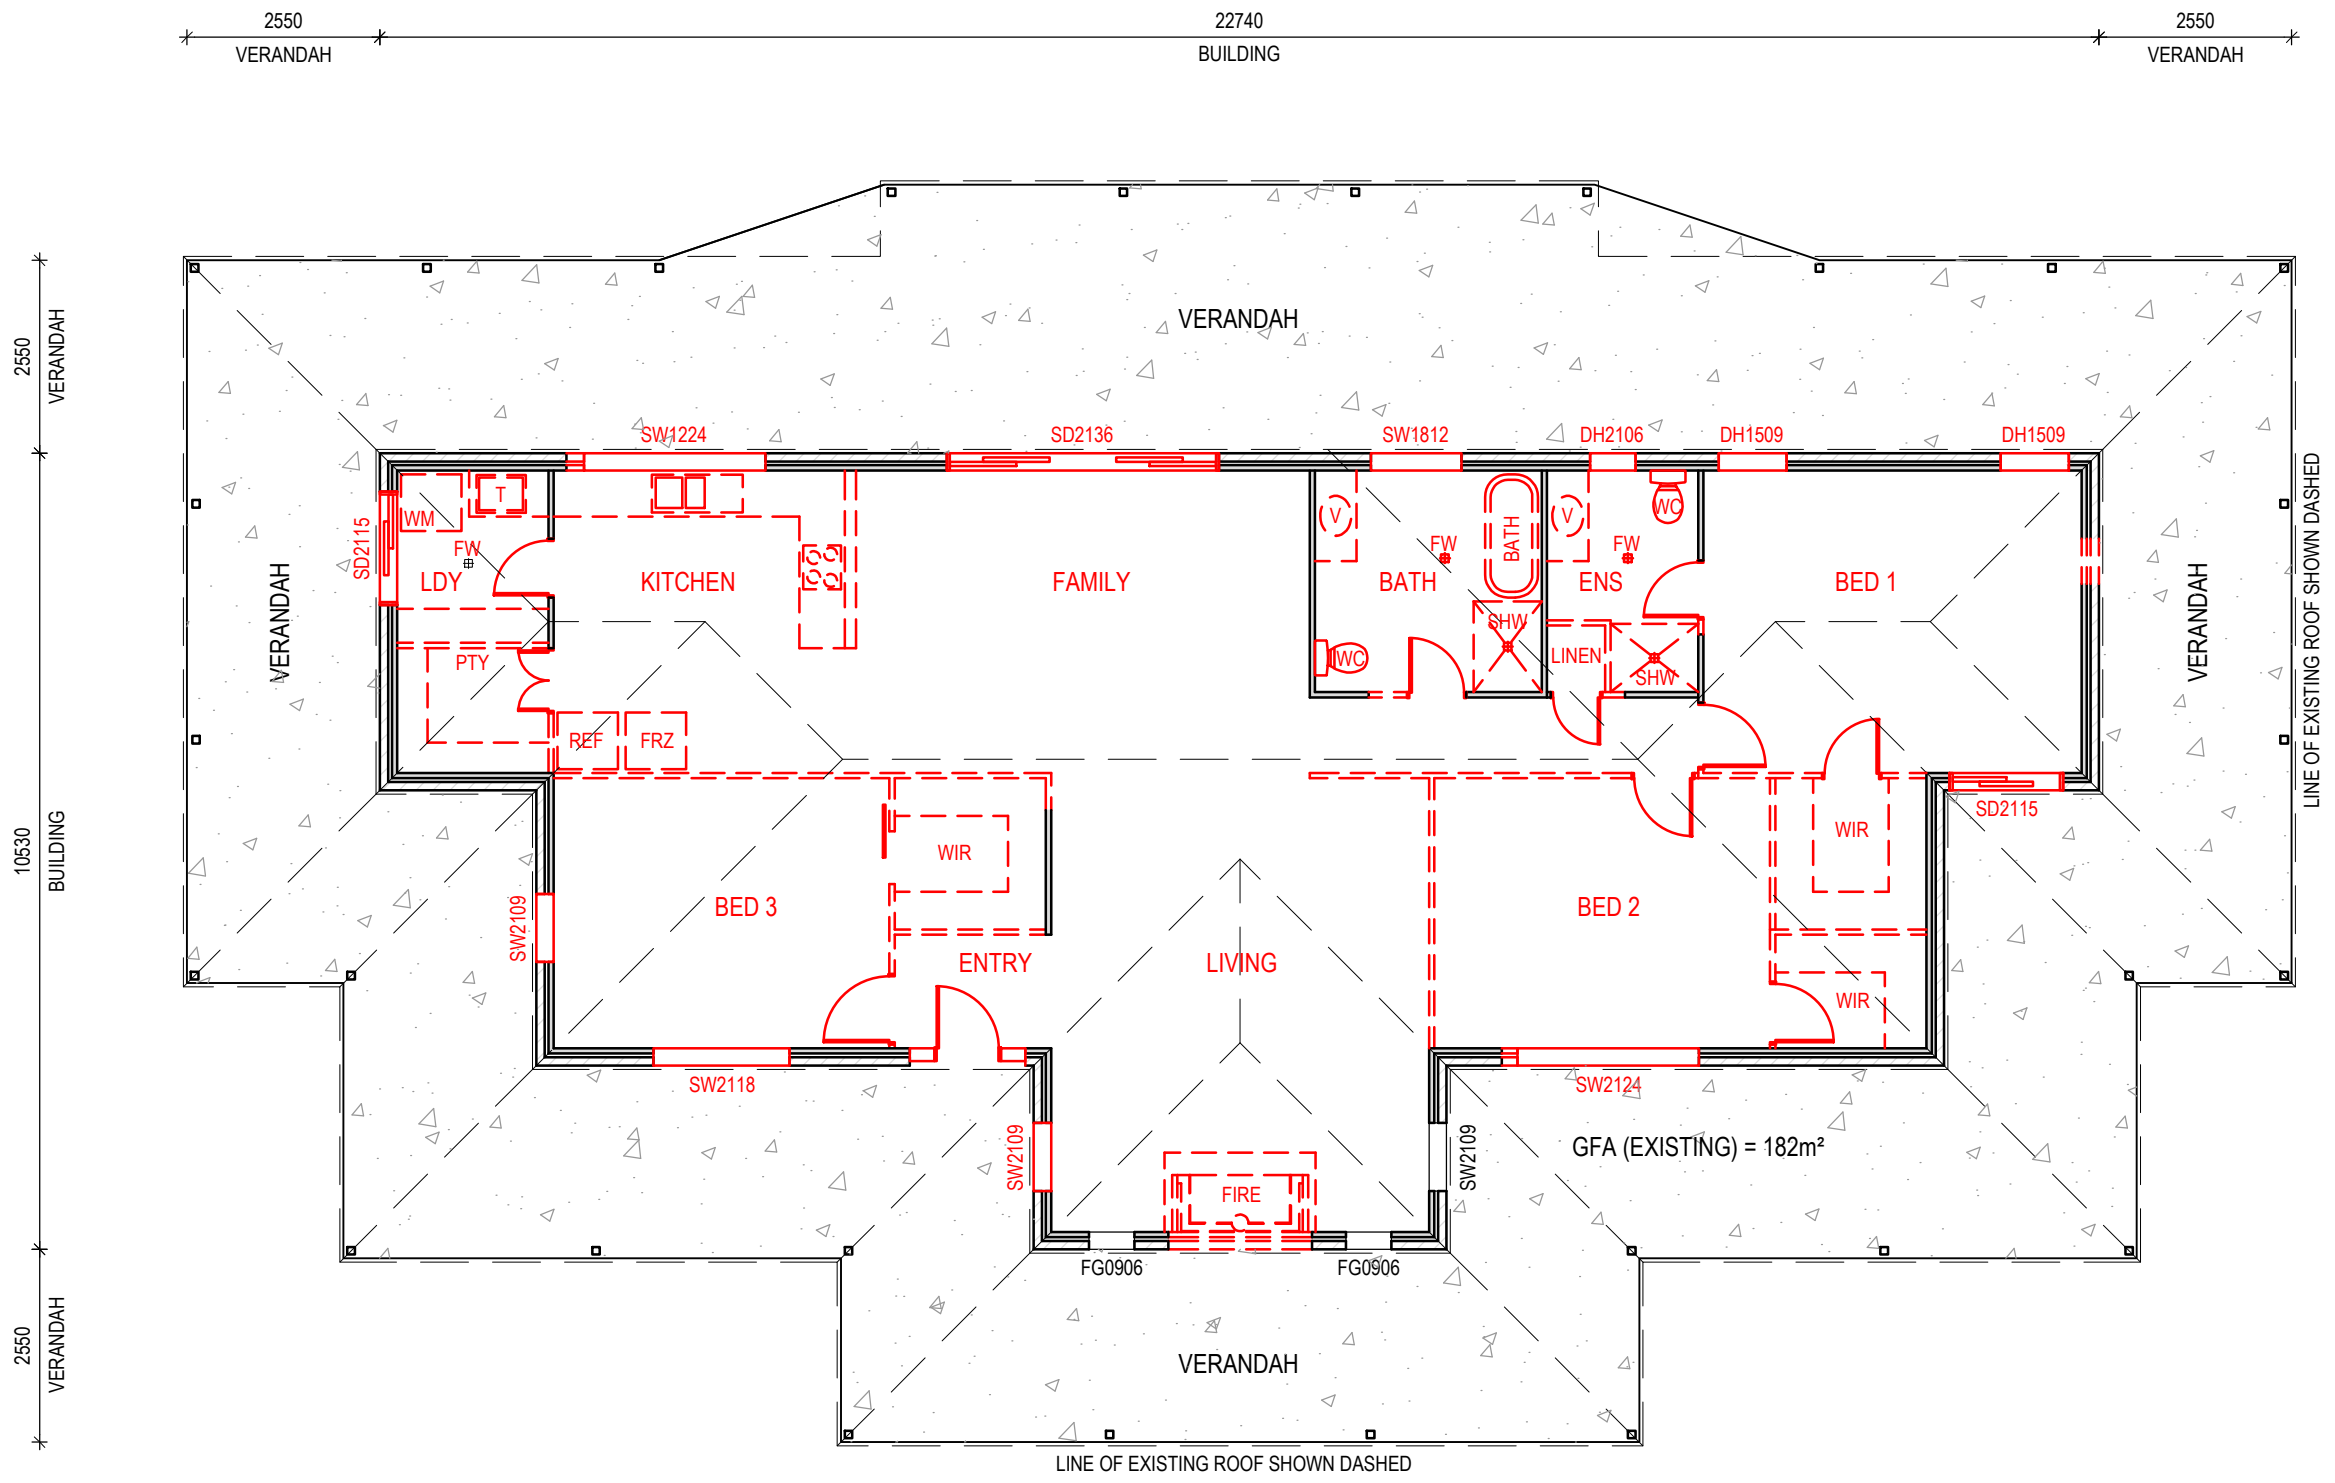 2550
22740
2550
VERANDAH
BUILDING
VERANDAH
2550
VERANDAH
10530
BUILDING
2550
VERANDAH
VERANDAH
SW1224
SD2136
SW1812
DH2106
DH1509
DH1509
SD2115
WM
T
FW
LDY
PTY
KITCHEN
REF
FRZ
FAMILY
V
FW
BATH
BATH
SHW
WC
V
WC
FW
ENS
LINEN
SHW
BED 1
VERANDAH
VERANDAH
LINE OF EXISTING ROOF SHOWN DASHED
SD2115
WIR
WIR
BED 3
SW2109
BED 2
WIR
ENTRY
LIVING
SW2118
SW2124
SW2109
SW2109
GFA (EXISTING) = 182m²
FIRE
FG0906
FG0906
VERANDAH
LINE OF EXISTING ROOF SHOWN DASHED